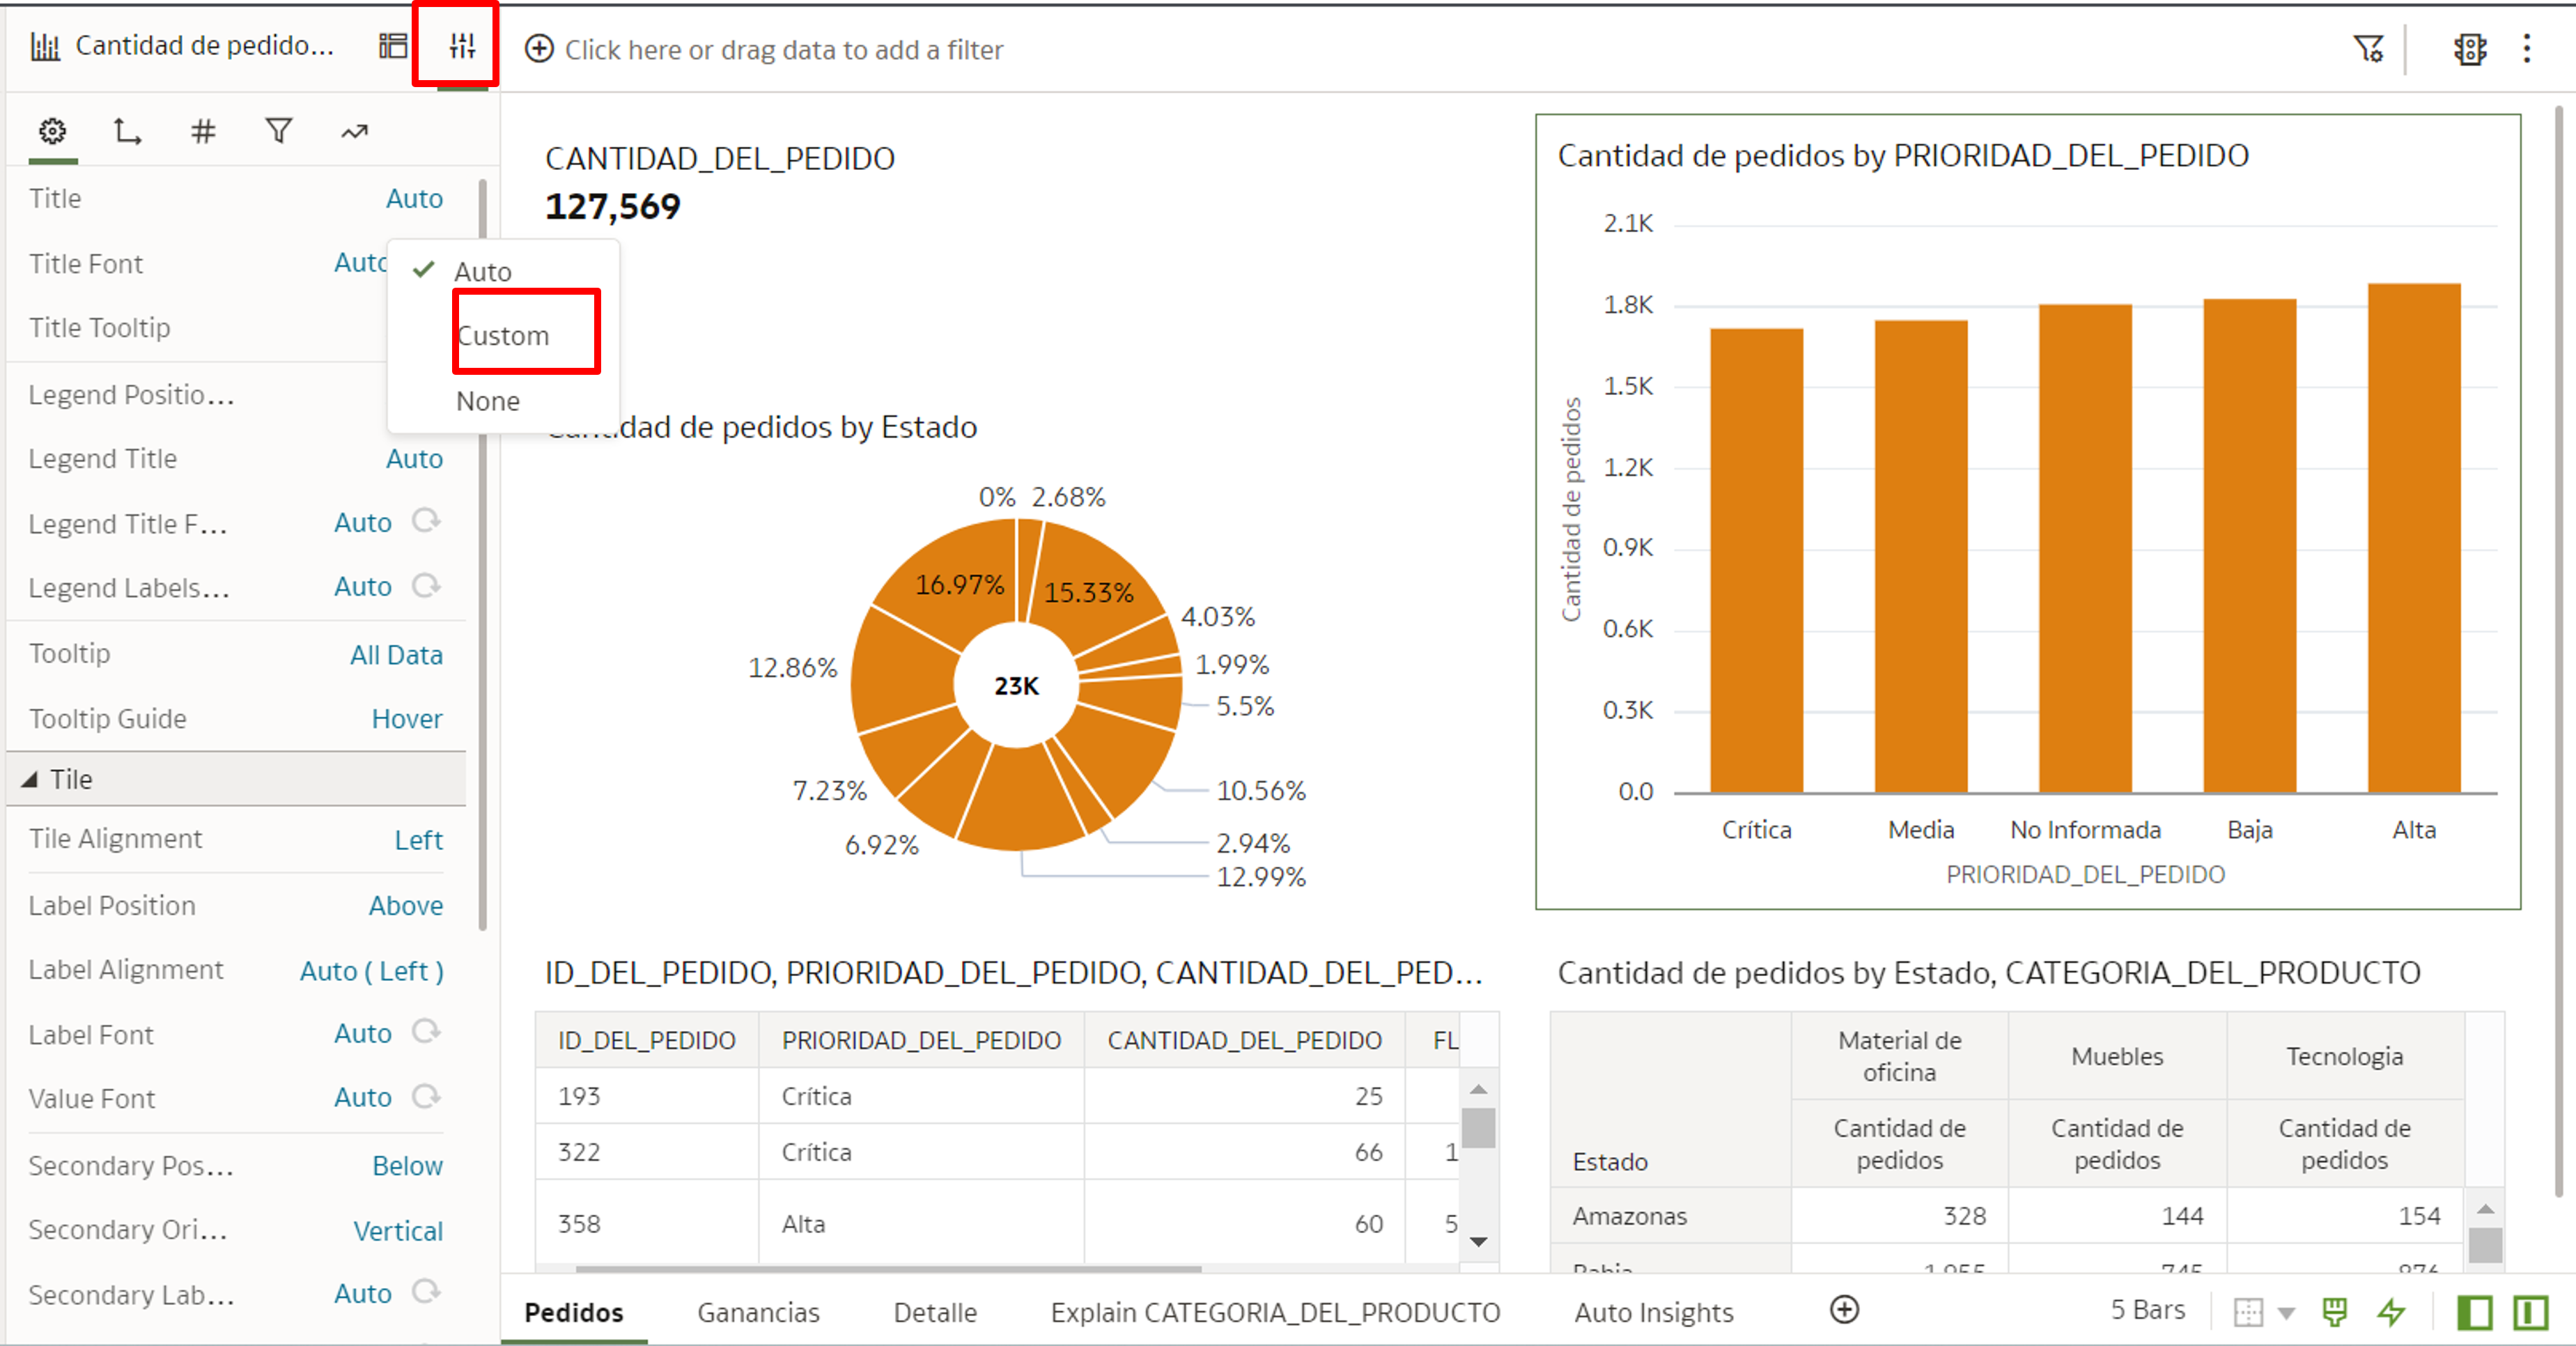 Cantidad de pedido...
Click here or drag data to add a filter
Title Auto
Title Font Auto
Title Tooltip
Legend Positio...
Legend Title Auto
Legend Title F... Auto
Legend Labels... Auto
Tooltip All Data
Tooltip Guide Hover
Tile
Tile Alignment Left
Label Position Above
Label Alignment Auto ( Left )
Label Font Auto
Value Font Auto
Secondary Pos... Below
Secondary Ori... Vertical
Secondary Lab... Auto
Auto
Custom
None
CANTIDAD_DEL_PEDIDO
127,569
Cantidad de pedidos by Estado
0% 2.68%
16.97% 15.33%
4.03%
12.86% 1.99%
23K
5.5%
7.23% 10.56%
6.92% 2.94%
12.99%
Cantidad de pedidos by PRIORIDAD_DEL_PEDIDO
Cantidad de pedidos
2.1K
1.8K
1.5K
1.2K
0.9K
0.6K
0.3K
0.0
Crítica Media No Informada Baja Alta
PRIORIDAD_DEL_PEDIDO
ID_DEL_PEDIDO, PRIORIDAD_DEL_PEDIDO, CANTIDAD_DEL_PED...
ID_DEL_PEDIDO PRIORIDAD_DEL_PEDIDO CANTIDAD_DEL_PEDIDO FL
193 Crítica 25
322 Crítica 66 1
358 Alta 60 5
Cantidad de pedidos by Estado, CATEGORIA_DEL_PRODUCTO
Material de oficina Muebles Tecnologia
Estado Cantidad de pedidos Cantidad de pedidos Cantidad de pedidos
Amazonas 328 144 154
Pedidos Ganancias Detalle Explain CATEGORIA_DEL_PRODUCTO Auto Insights 5 Bars